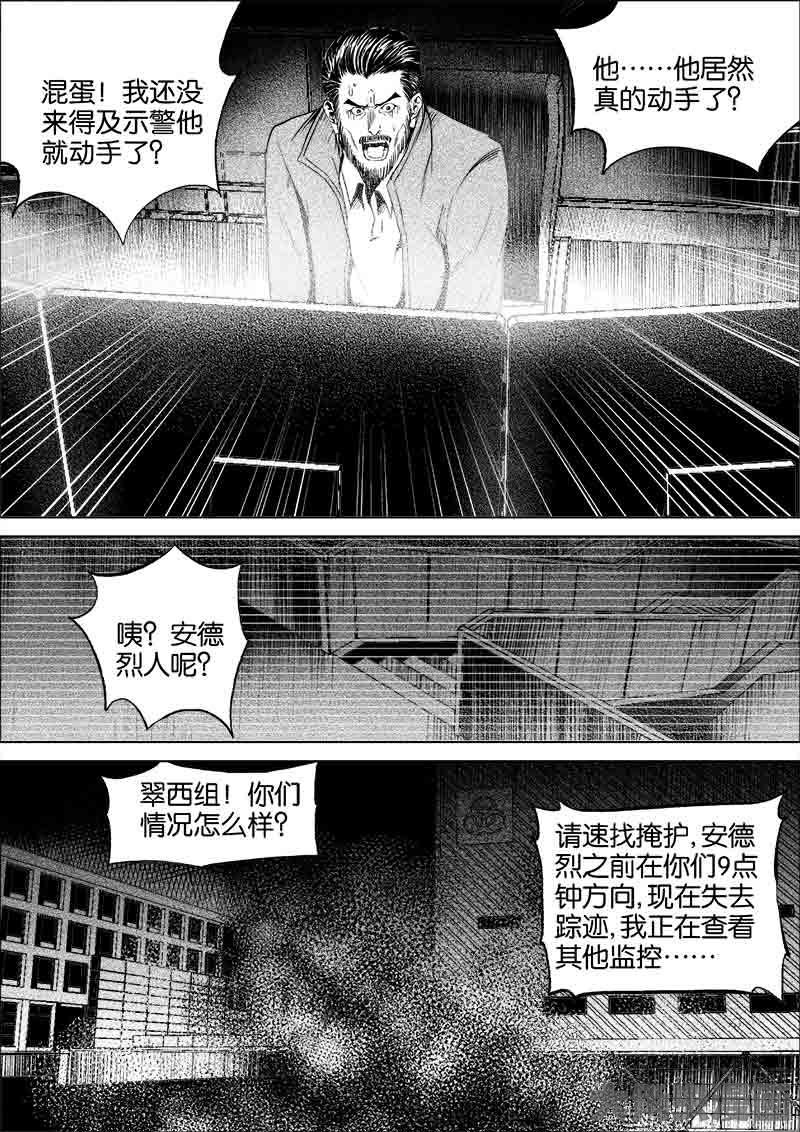 他……他居然
真的动手了？
混蛋！我还没
来得及示警他
就动手了？
咦？安德
烈人呢？
翠西组！你们
情况怎么样？
请速找掩护,安德
烈之前在你们9点
钟方向,现在失去
踪迹,我正在查看
其他监控……